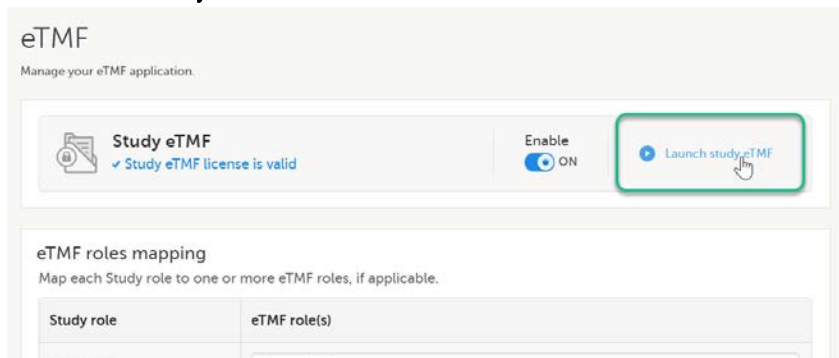 eTMF
Manage your eTMF application.
Study eTMF
✔ Study eTMF license is valid
Enable
ON
Launch study eTMF
eTMF roles mapping
Map each Study role to one or more eTMF roles, if applicable.
Study role eTMF role(s)